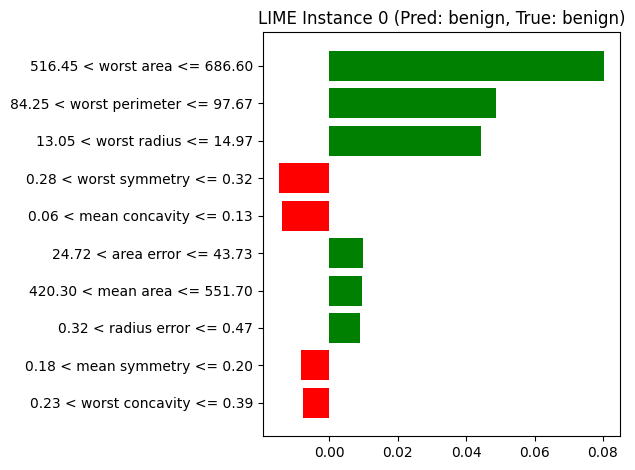 LIME Instance 0 (Pred: benign, True: benign)
516.45 < worst area <= 686.60
84.25 < worst perimeter <= 97.67
13.05 < worst radius <= 14.97
0.28 < worst symmetry <= 0.32
0.06 < mean concavity <= 0.13
24.72 < area error <= 43.73
420.30 < mean area <= 551.70
0.32 < radius error <= 0.47
0.18 < mean symmetry <= 0.20
0.23 < worst concavity <= 0.39
0.00 0.02 0.04 0.06 0.08